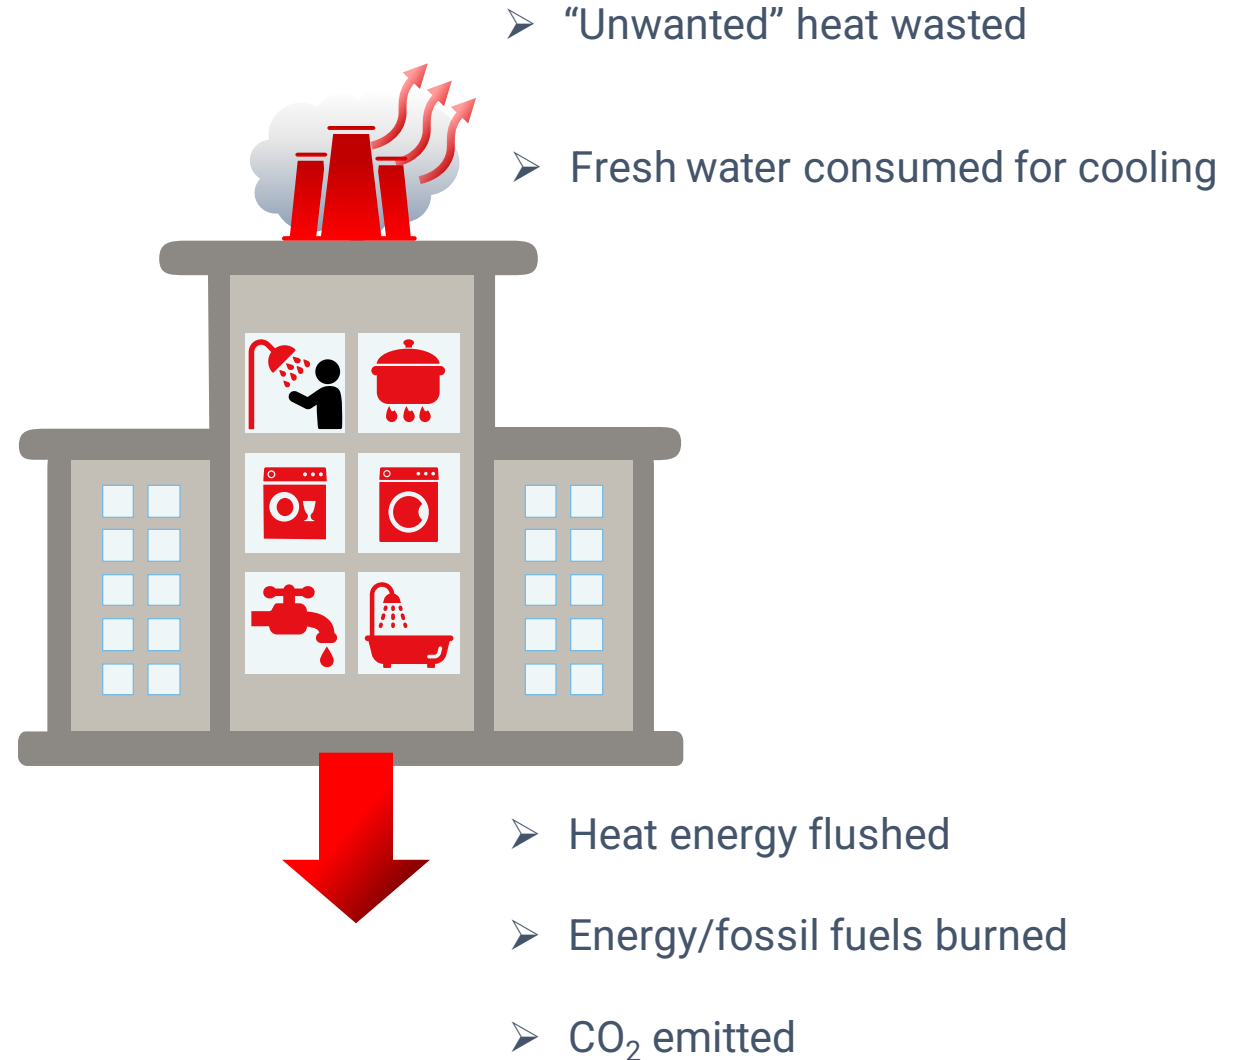 ➢ “Unwanted” heat wasted
➢ Fresh water consumed for cooling
➢ Heat energy flushed
➢ Energy/fossil fuels burned
➢ CO₂ emitted